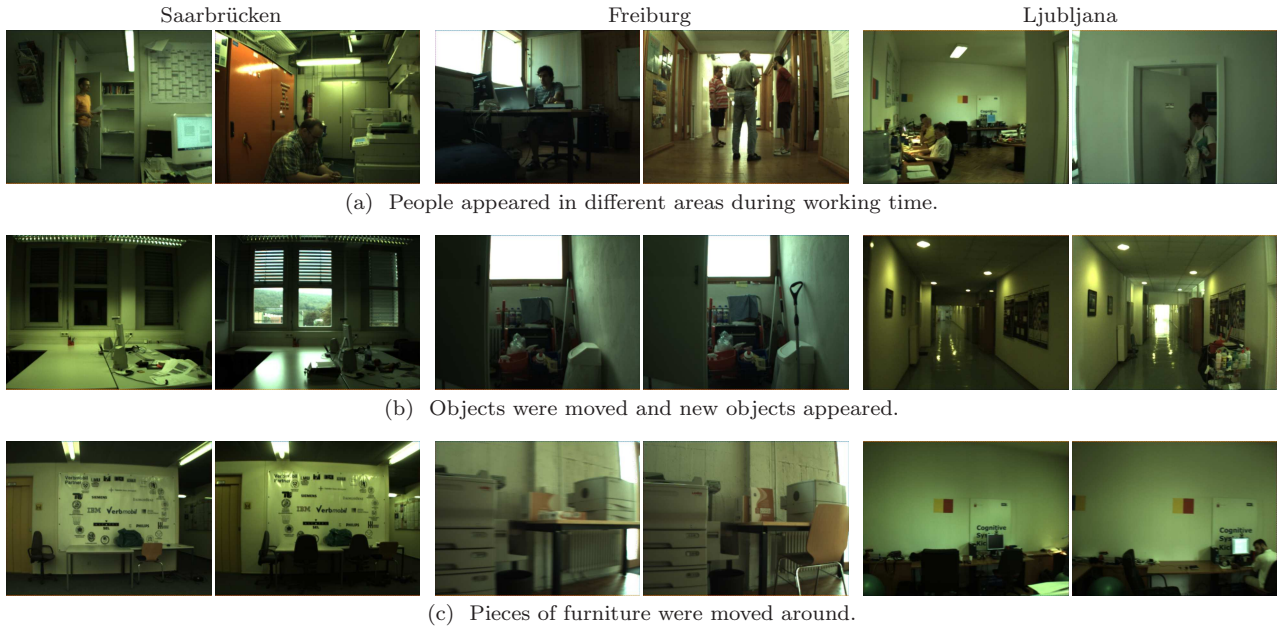 Saarbrücken
Freiburg
Ljubljana
(a) People appeared in different areas during working time.
(b) Objects were moved and new objects appeared.
Verbmobil
IBM
Verbmobil
Cognitive
(c) Pieces of furniture were moved around.